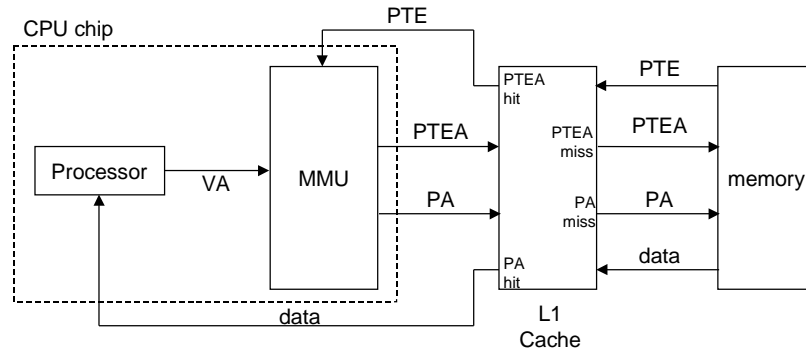 CPU chip
PTE
PTEA
hit
PTE
PTEA
PTEA
miss
PTEA
Processor
VA
MMU
memory
PA
PA
miss
PA
PA
hit
data
data
L1
Cache